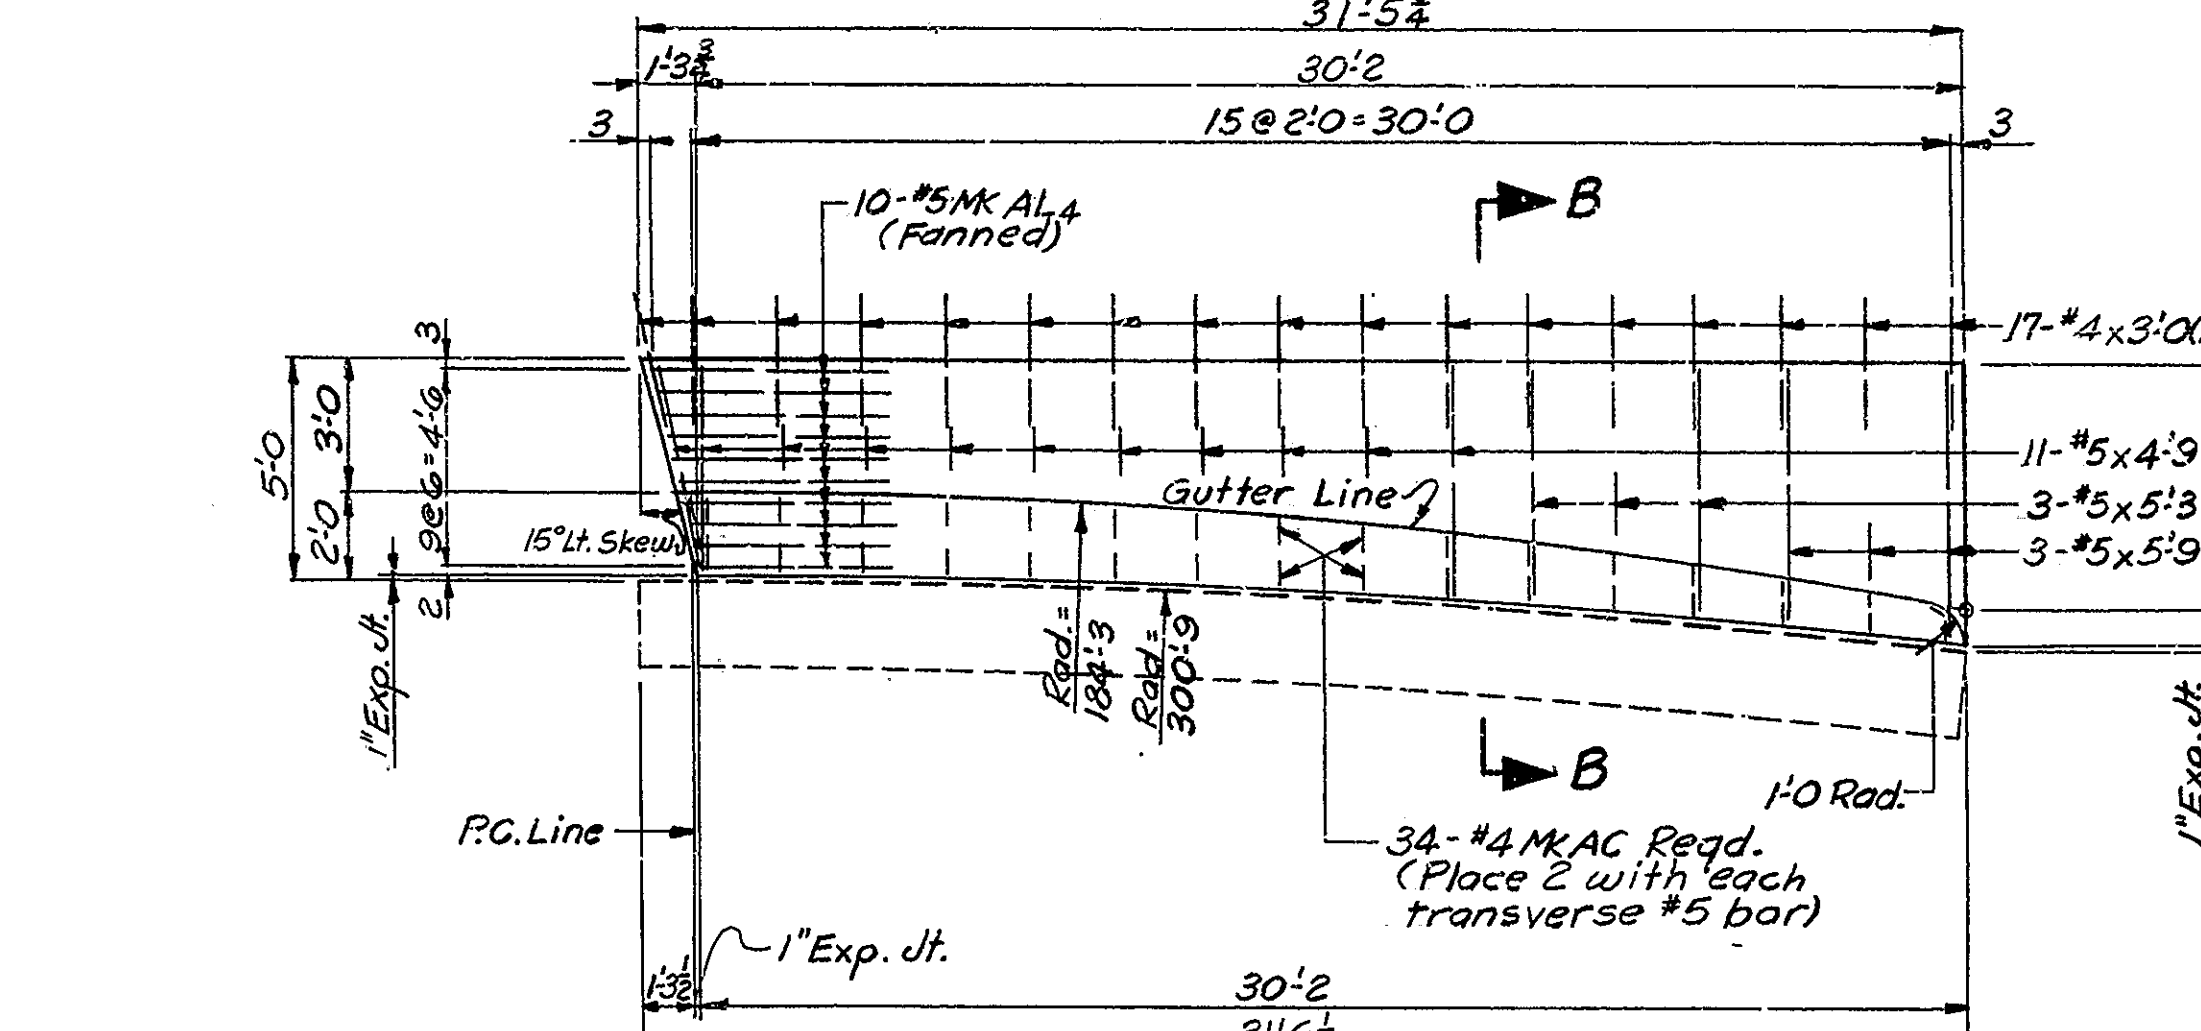 31'-5¼
1'-3¾
30'-2
3
15@2'-0=30'-0
3
10-#5 MK AL4
(Fanned)
B
17-#4x3'-0
3
5'-0
3'-0
9@6=4'-6
2'-0
2
11-#5x4'-9
3-#5x5'-3
3-#5x5'-9
Gutter Line
15° Lt. Skew
1" Exp. Jt.
Rad.=
184'-3
Rad.=
300'-9
1" Exp. Jt.
B
1'-0 Rad.
P.C. Line
34-#4 MK AC Reqd.
(Place 2 with each
transverse #5 bar)
1" Exp. Jt.
1'-3½
30'-2